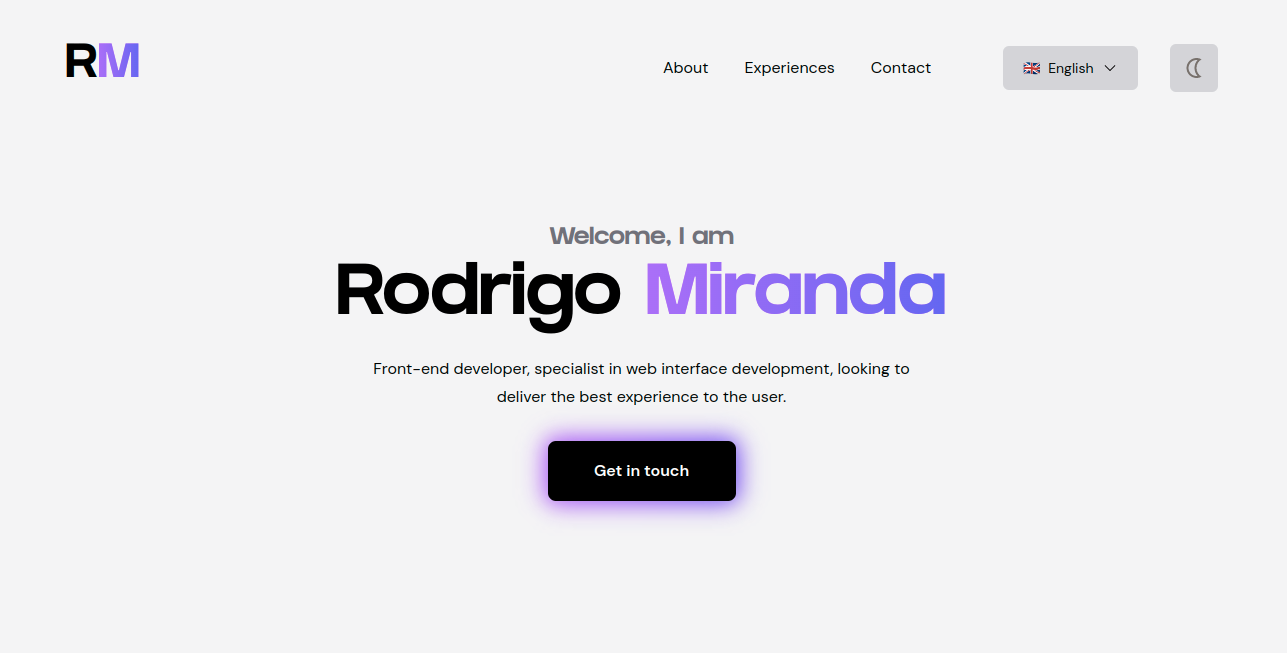 RM
About Experiences Contact
🇬🇧 English
Welcome, I am
Rodrigo Miranda
Front-end developer, specialist in web interface development, looking to
deliver the best experience to the user.
Get in touch